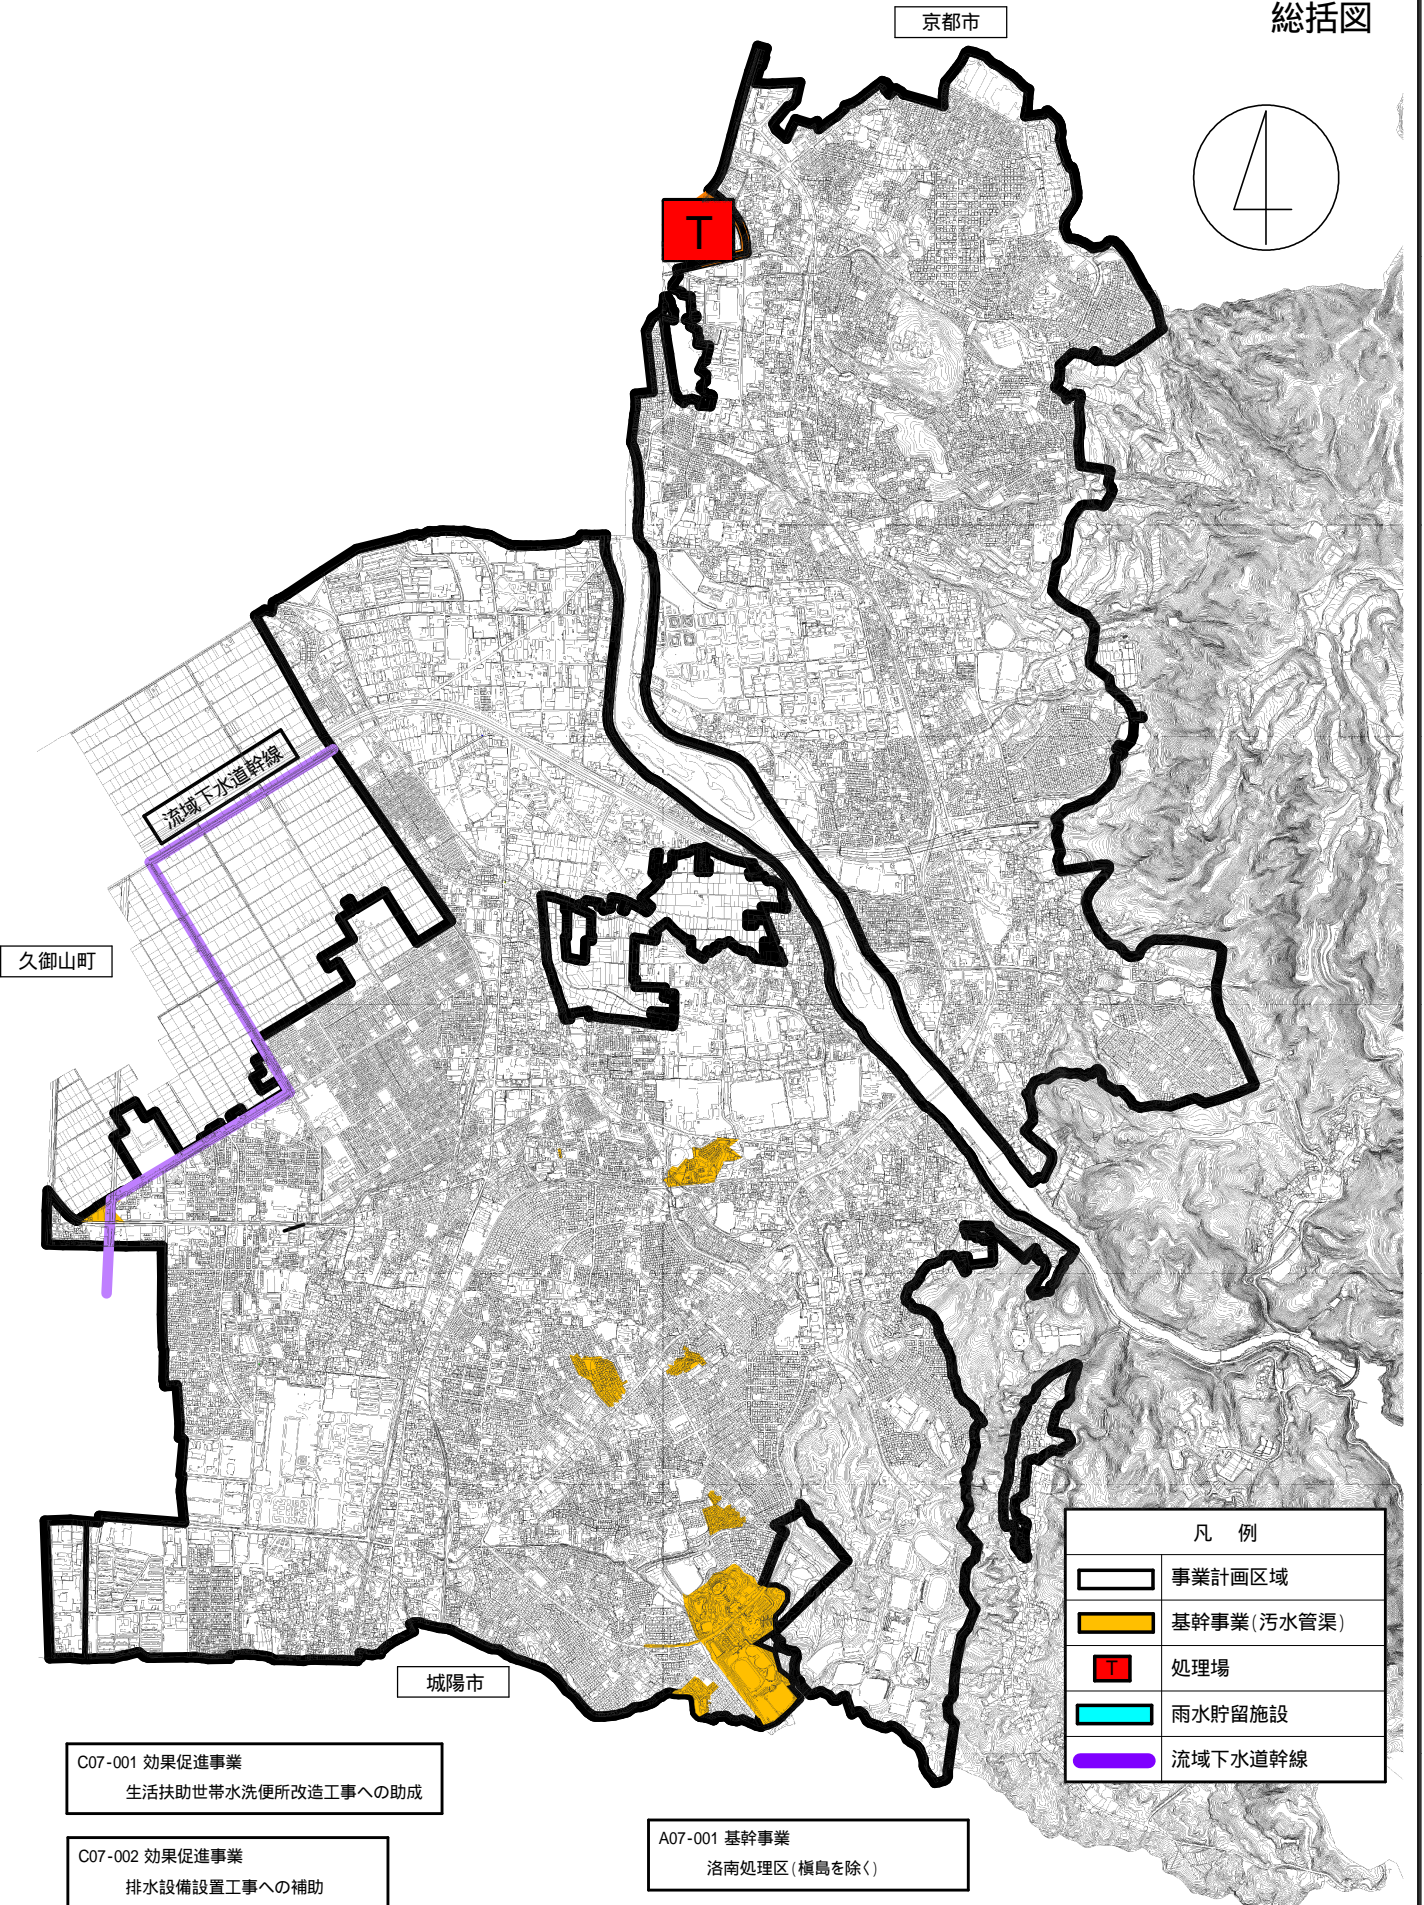 総括図
京都市
T
流域下水道幹線
久御山町
凡 例
事業計画区域
基幹事業(汚水管渠)
T
処理場
雨水貯留施設
流域下水道幹線
城陽市
C07-001 効果促進事業
生活扶助世帯水洗便所改造工事への助成
A07-001 基幹事業
洛南処理区(槇島を除く)
C07-002 効果促進事業
排水設備設置工事への補助